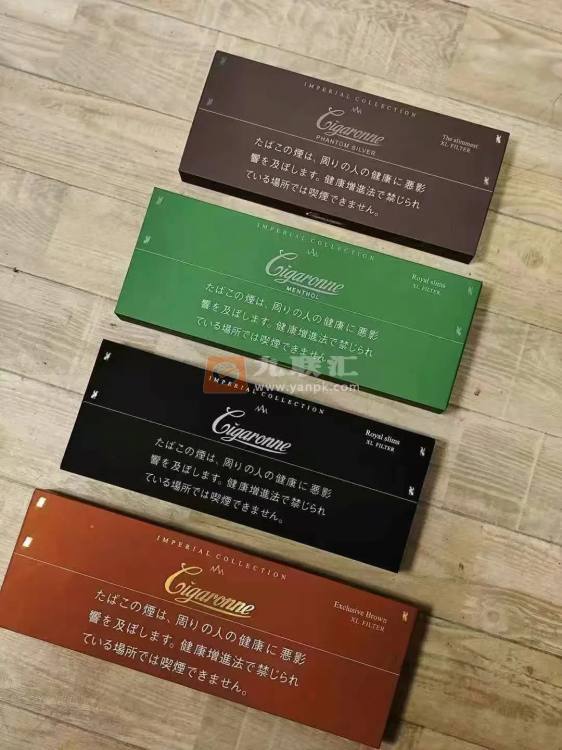 IMPERIAL COLLECTION
Cigaronne
PHANTOM SILVER
The slimmest
XL FILTER
たばこの煙は、周りの人の健康に悪影
響を及ぼします。健康増進法で禁じられ
ている場所では喫煙できません。
IMPERIAL COLLECTION
Cigaronne
MENTHOL
Royal slims
XL FILTER
たばこの煙は、周りの人の健康に悪影
響を及ぼします。健康増進法で禁じられ
ている場所では喫煙できません。
九联汇
www.yanpk.com
IMPERIAL COLLECTION
Cigaronne
Royal slims
XL FILTER
たばこの煙は、周りの人の健康に悪影
響を及ぼします。健康増進法で禁じられ
ている場所では喫煙できません。
IMPERIAL COLLECTION
Cigaronne
Exclusive Brown
XL FILTER
たばこの煙は、周りの人の健康に悪影
響を及ぼします。健康増進法で禁じられ
ている場所では喫煙できません。